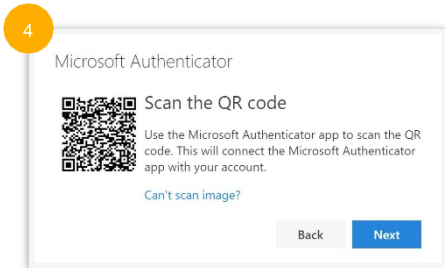 4
Microsoft Authenticator
Scan the QR code
Use the Microsoft Authenticator app to scan the QR
code. This will connect the Microsoft Authenticator
app with your account.
Can't scan image?
Back
Next